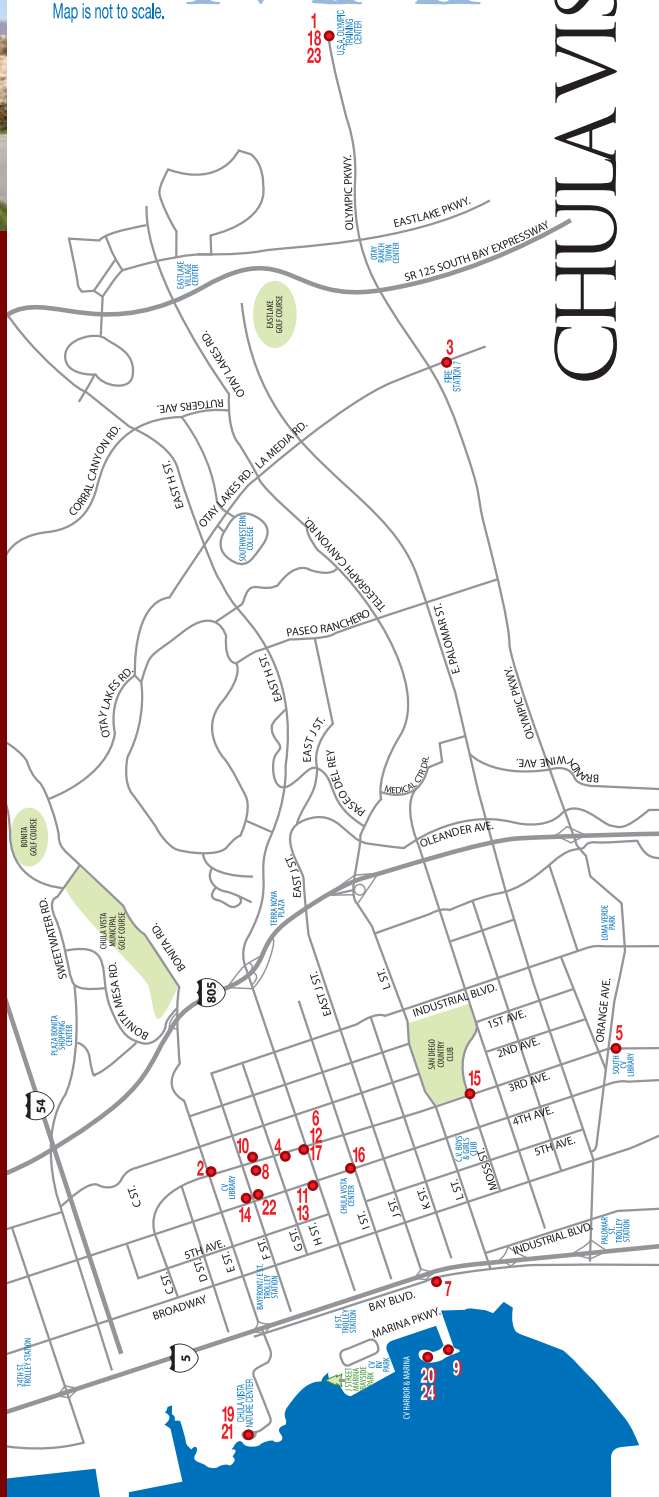 Map is not to scale.
CHULA VIS
1
18
23
U.S.A. OLYMPIC
TRAINING
CENTER
OLYMPIC PKWY.
EASTLAKE PKWY.
SR 125 SOUTH BAY EXPRESSWAY
OTAY
RANCH
TOWN
CENTER
EASTLAKE
VILLAGE
CENTER
EASTLAKE
GOLF COURSE
OTAY LAKES RD.
3
FIRE
STATION 7
RUTGERS AVE.
CORRAL CANYON RD.
EAST H ST.
OTAY LAKES RD.
LA MEDIA RD.
SOUTHWESTERN
COLLEGE
TELEGRAPH CANYON RD.
PASEO RANCHERO
E.PALOMAR ST.
OTAY LAKES RD.
EAST H ST.
EAST J ST.
PASEO DEL REY
MEDICAL CTR DR.
OLYMPIC PKWY.
BRANDY WINE AVE.
OLEANDER AVE.
BONITA
GOLF COURSE
SWEETWATER RD.
CHULA VISTA
MUNICIPAL
GOLF COURSE
BONITA RD.
BONITA MESA RD.
PLAZA BONITA
SHOPPING
CENTER
EAST J ST.
TERRA NOVA
PLAZA
805
54
EAST J ST.
L ST.
INDUSTRIAL BLVD.
LOMA VERDE
PARK
SAN DIEGO
COUNTRY
CLUB
1ST AVE.
2ND AVE.
3RD AVE.
4TH AVE.
5TH AVE.
ORANGE AVE.
5
SOUTH
CV
LIBRARY
15
C.V. BOYS
& GIRLS
CLUB
6
12
17
10
4
2
8
16
CHULA VISTA
CENTER
11
13
CV
LIBRARY
14
22
C ST.
C ST.
D ST.
E ST.
F ST.
G ST.
H ST.
I ST.
J ST.
K ST.
L ST.
MOSS ST.
5TH AVE.
BROADWAY
BAYFRONT/ E ST.
TROLLEY
STATION
INDUSTRIAL BLVD.
PALOMAR
ST.
TROLLEY
STATION
7
BAY BLVD.
MARINA PKWY.
H ST.
TROLLEY
STATION
24TH ST.
TROLLEY STATION
5
CV
RV
PARK
J STREET
MARINA
BAYSIDE
PARK
CV HARBOR & MARINA
20
24
9
19
21
CHULA VISTA
NATURE CENTER